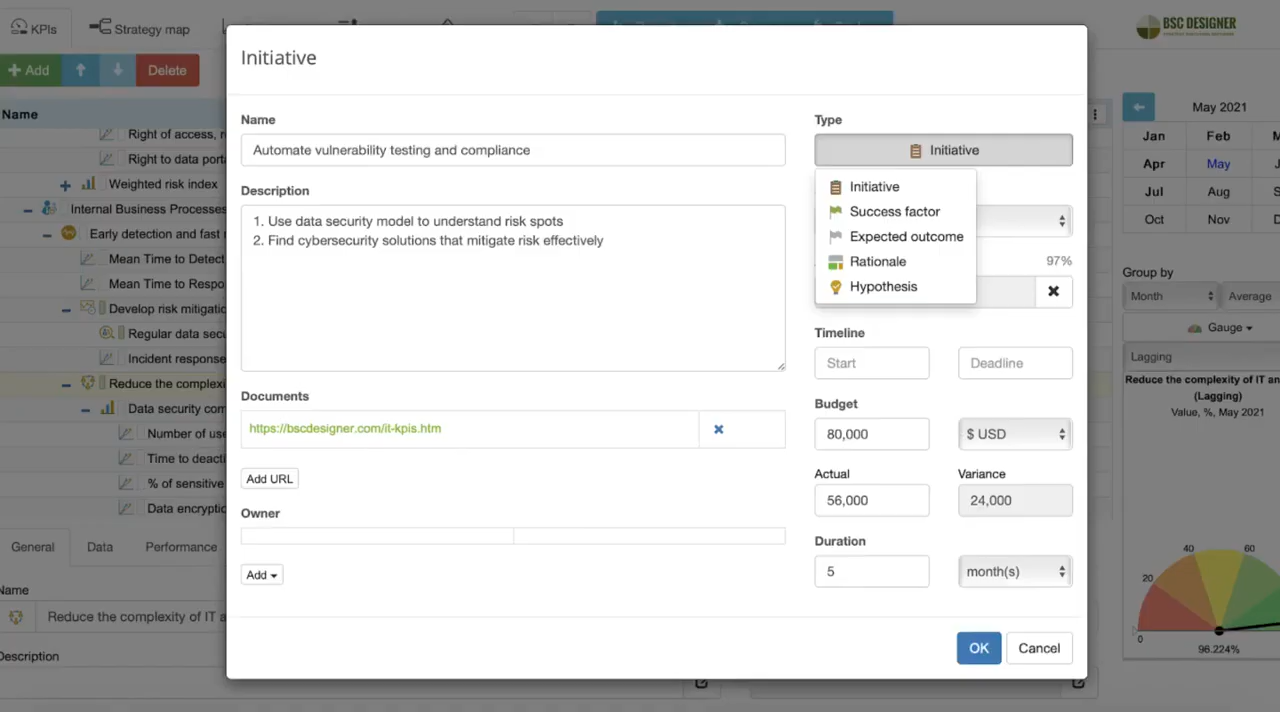 KPIs
Strategy map
BSC DESIGNER
Add
Delete
Name
Right of access, r
Right to data porta
Weighted risk index
Internal Business Processes
Early detection and fast r
Mean Time to Detect
Mean Time to Respo
Develop risk mitigatio
Regular data secu
Incident response
Reduce the complexi
Data security com
Number of use
Time to deacti
% of sensitive
Data encryptio
General
Data
Performance
Name
Reduce the complexity of IT a
Description
Initiative
Name
Automate vulnerability testing and compliance
Description
1. Use data security model to understand risk spots
2. Find cybersecurity solutions that mitigate risk effectively
Documents
https://bscdesigner.com/it-kpis.htm
Add URL
Owner
Add
Type
Initiative
Initiative
Success factor
Expected outcome
Rationale
Hypothesis
97%
Timeline
Start
Deadline
Budget
80,000
$ USD
Actual
Variance
56,000
24,000
Duration
5
month(s)
OK
Cancel
May 2021
Jan
Feb
Apr
May
Jul
Aug
Oct
Nov
Group by
Month
Average
Gauge
Lagging
Reduce the complexity of IT an
(Lagging)
Value, %, May 2021
0
20
40
60
96.224%